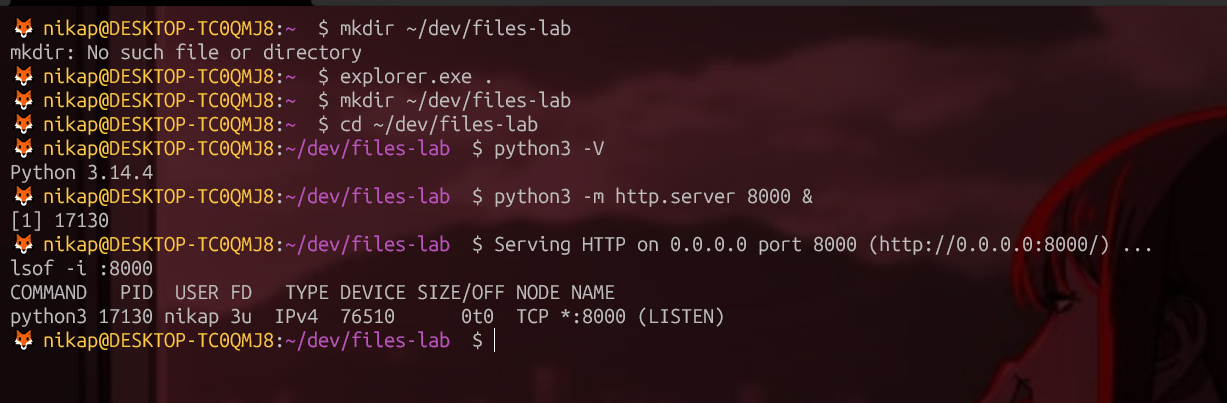 🦊 nikap@DESKTOP-TC0QMJ8:~  $ mkdir ~/dev/files-lab
mkdir: No such file or directory
🦊 nikap@DESKTOP-TC0QMJ8:~  $ explorer.exe .
🦊 nikap@DESKTOP-TC0QMJ8:~  $ mkdir ~/dev/files-lab
🦊 nikap@DESKTOP-TC0QMJ8:~  $ cd ~/dev/files-lab
🦊 nikap@DESKTOP-TC0QMJ8:~/dev/files-lab  $ python3 -V
Python 3.14.4
🦊 nikap@DESKTOP-TC0QMJ8:~/dev/files-lab  $ python3 -m http.server 8000 &
[1] 17130
🦊 nikap@DESKTOP-TC0QMJ8:~/dev/files-lab  $ Serving HTTP on 0.0.0.0 port 8000 (http://0.0.0.0:8000/) ...
lsof -i :8000
COMMAND   PID  USER FD   TYPE DEVICE SIZE/OFF NODE NAME
python3 17130 nikap 3u  IPv4  76510      0t0  TCP *:8000 (LISTEN)
🦊 nikap@DESKTOP-TC0QMJ8:~/dev/files-lab  $